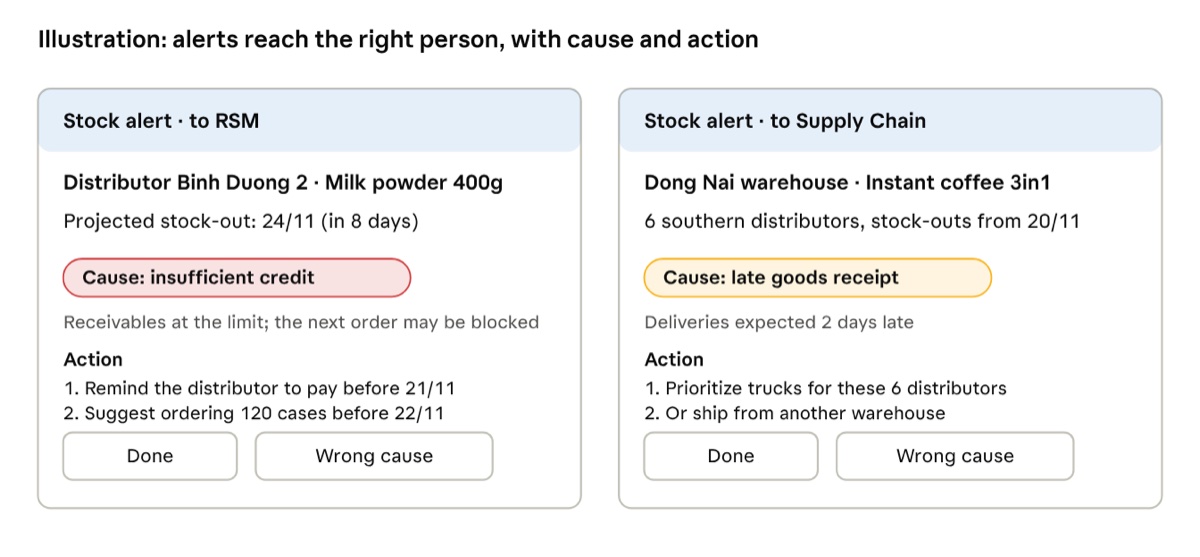 Illustration: alerts reach the right person, with cause and action
Stock alert · to RSM
Distributor Binh Duong 2 · Milk powder 400g
Projected stock-out: 24/11 (in 8 days)
Cause: insufficient credit
Receivables at the limit; the next order may be blocked
Action
1. Remind the distributor to pay before 21/11
2. Suggest ordering 120 cases before 22/11
Done
Wrong cause
Stock alert · to Supply Chain
Dong Nai warehouse · Instant coffee 3in1
6 southern distributors, stock-outs from 20/11
Cause: late goods receipt
Deliveries expected 2 days late
Action
1. Prioritize trucks for these 6 distributors
2. Or ship from another warehouse
Done
Wrong cause